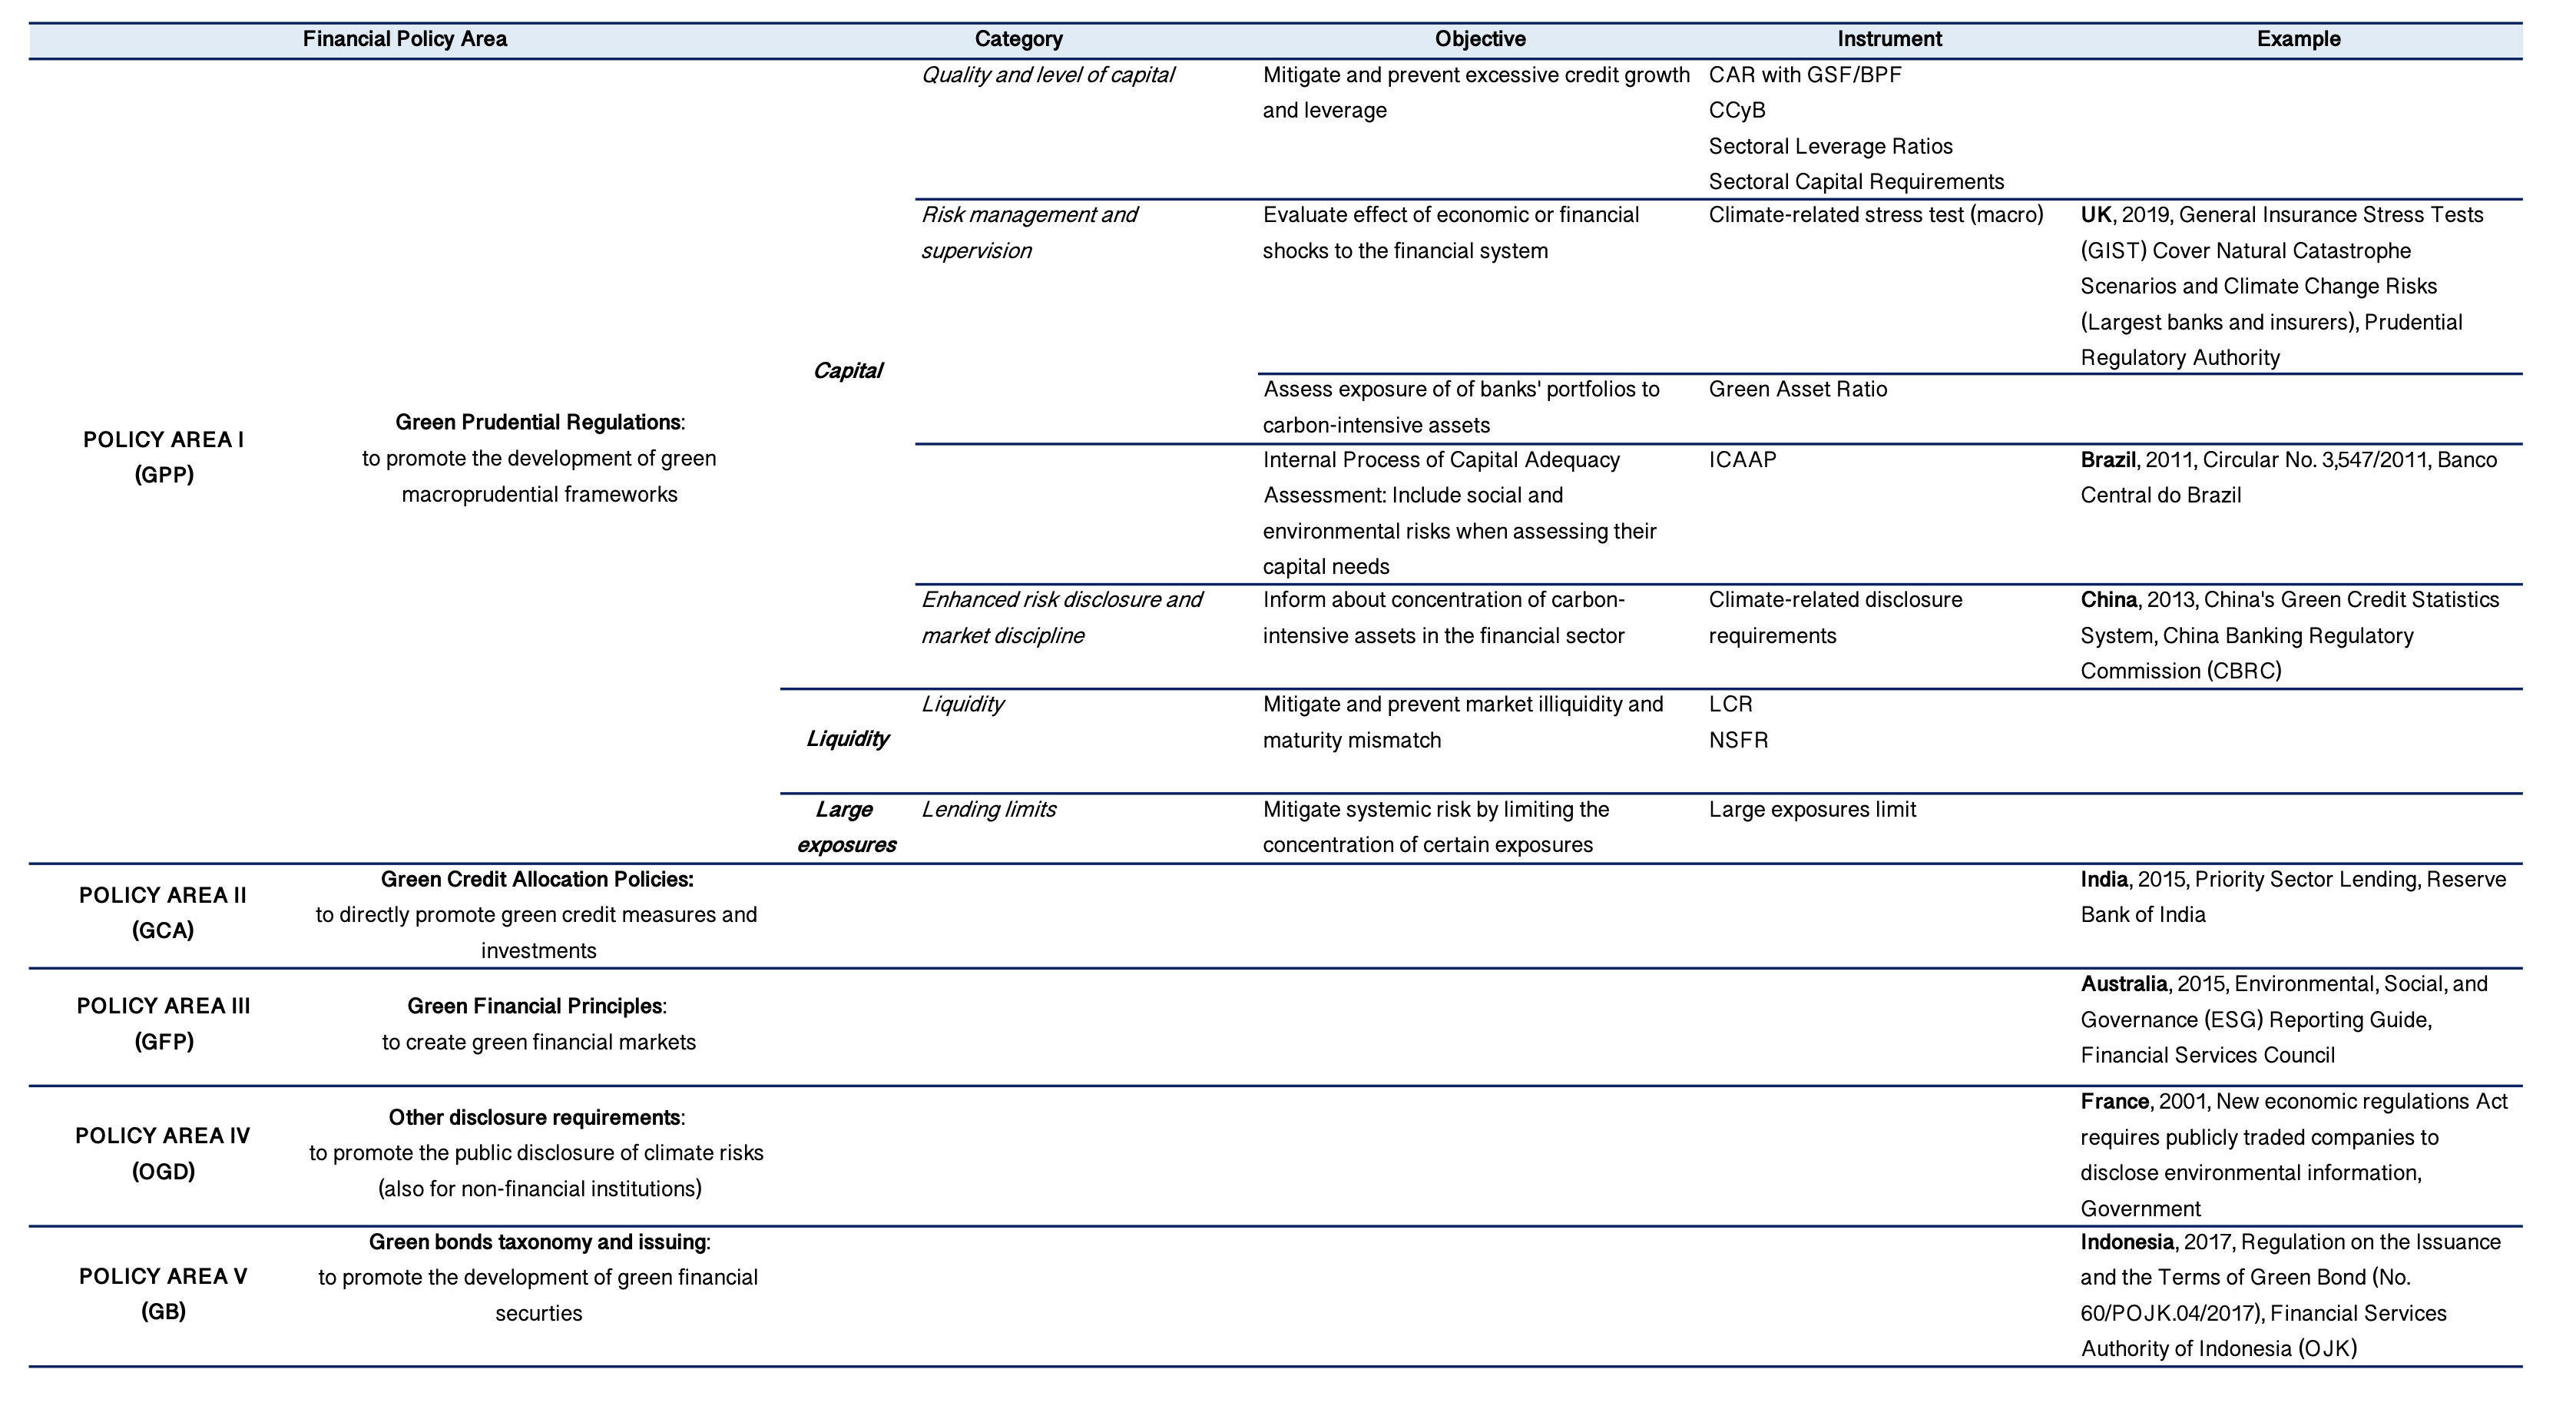 Financial Policy Area Category Objective Instrument Example
Quality and level of capital
Mitigate and prevent excessive credit growth
and leverage
CAR with GSF/BPF
CCyB
Sectoral Leverage Ratios
Sectoral Capital Requirements
Risk management and
supervision
Evaluate effect of economic or financial
shocks to the financial system
Climate-related stress test (macro)
UK, 2019, General Insurance Stress Tests
(GIST) Cover Natural Catastrophe
Scenarios and Climate Change Risks
(Largest banks and insurers), Prudential
Regulatory Authority
Capital
Assess exposure of of banks' portfolios to
carbon-intensive assets
Green Asset Ratio
POLICY AREA I
(GPP)
Green Prudential Regulations:
to promote the development of green
macroprudential frameworks
Internal Process of Capital Adequacy
Assessment: Include social and
environmental risks when assessing their
capital needs
ICAAP
Brazil, 2011, Circular No. 3,547/2011, Banco
Central do Brazil
Enhanced risk disclosure and
market discipline
Inform about concentration of carbon-
intensive assets in the financial sector
Climate-related disclosure
requirements
China, 2013, China's Green Credit Statistics
System, China Banking Regulatory
Commission (CBRC)
Liquidity
Liquidity
Mitigate and prevent market illiquidity and
maturity mismatch
LCR
NSFR
Large
exposures
Lending limits
Mitigate systemic risk by limiting the
concentration of certain exposures
Large exposures limit
POLICY AREA II
(GCA)
Green Credit Allocation Policies:
to directly promote green credit measures and
investments
India, 2015, Priority Sector Lending, Reserve
Bank of India
POLICY AREA III
(GFP)
Green Financial Principles:
to create green financial markets
Australia, 2015, Environmental, Social, and
Governance (ESG) Reporting Guide,
Financial Services Council
POLICY AREA IV
(OGD)
Other disclosure requirements:
to promote the public disclosure of climate risks
(also for non-financial institutions)
France, 2001, New economic regulations Act
requires publicly traded companies to
disclose environmental information,
Government
POLICY AREA V
(GB)
Green bonds taxonomy and issuing:
to promote the development of green financial
securties
Indonesia, 2017, Regulation on the Issuance
and the Terms of Green Bond (No.
60/POJK.04/2017), Financial Services
Authority of Indonesia (OJK)